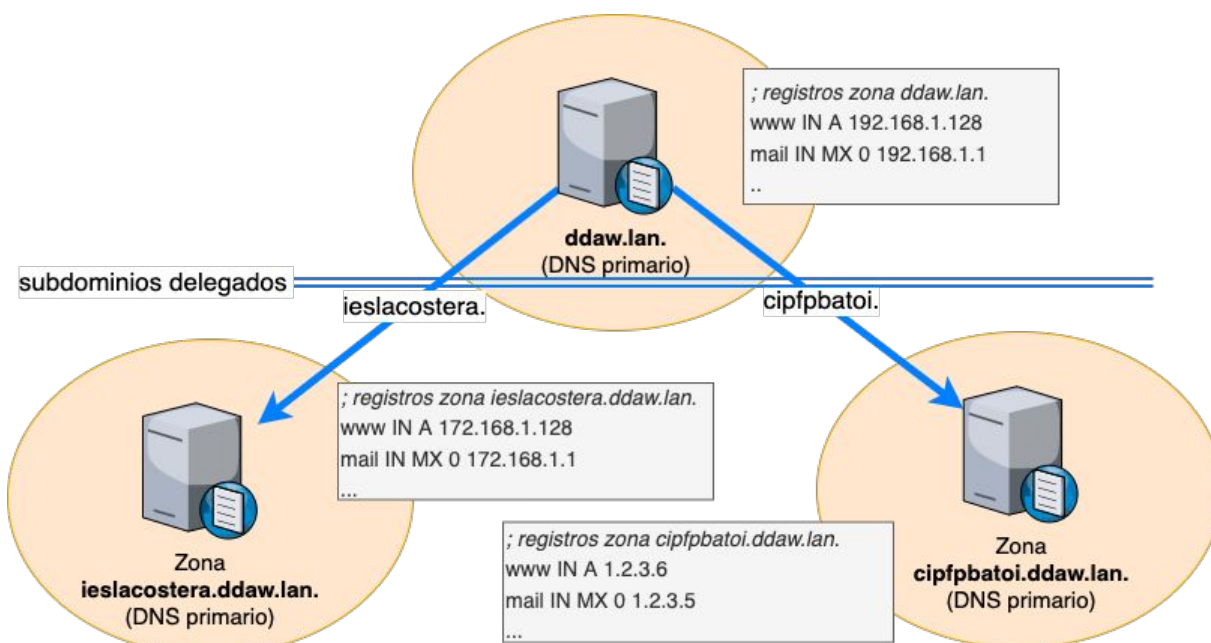 ; registros zona ddaw.lan.
www IN A 192.168.1.128
mail IN MX 0 192.168.1.1
..
ddaw.lan.
(DNS primario)
subdominios delegados
ieslacostera.
cipfpbatoi.
; registros zona ieslacostera.ddaw.lan.
www IN A 172.168.1.128
mail IN MX 0 172.168.1.1
...
Zona
ieslacostera.ddaw.lan.
(DNS primario)
; registros zona cipfpbatoi.ddaw.lan.
www IN A 1.2.3.6
mail IN MX 0 1.2.3.5
...
Zona
cipfpbatoi.ddaw.lan.
(DNS primario)